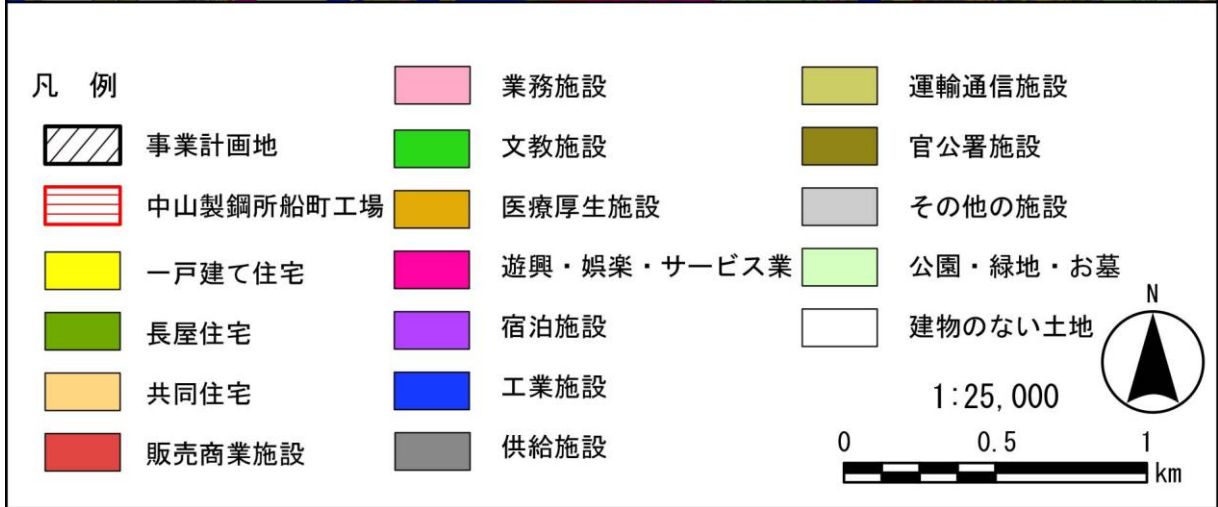 凡 例
事業計画地
中山製鋼所船町工場
一戸建て住宅
長屋住宅
共同住宅
販売商業施設
業務施設
文教施設
医療厚生施設
遊興・娯楽・サービス業
宿泊施設
工業施設
供給施設
運輸通信施設
官公署施設
その他の施設
公園・緑地・お墓
建物のない土地
N
1:25,000
0 0.5 1
km